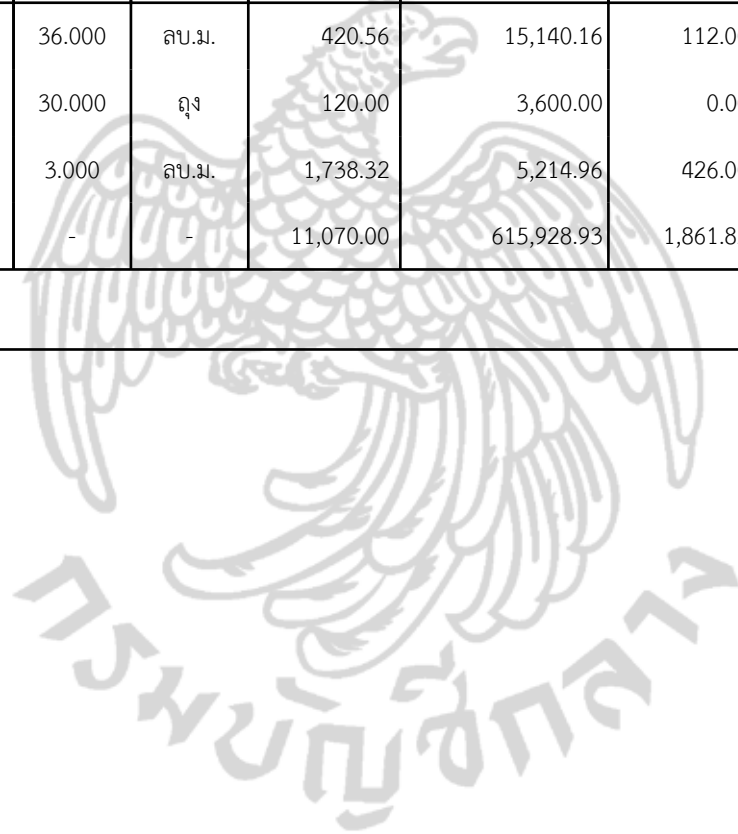 36.000 ลบ.ม. 420.56 15,140.16 112.0
30.000 ถุง 120.00 3,600.00 0.0
3.000 ลบ.ม. 1,738.32 5,214.96 426.0
- - 11,070.00 615,928.93 1,861.8
กรมบัญชีกลาง